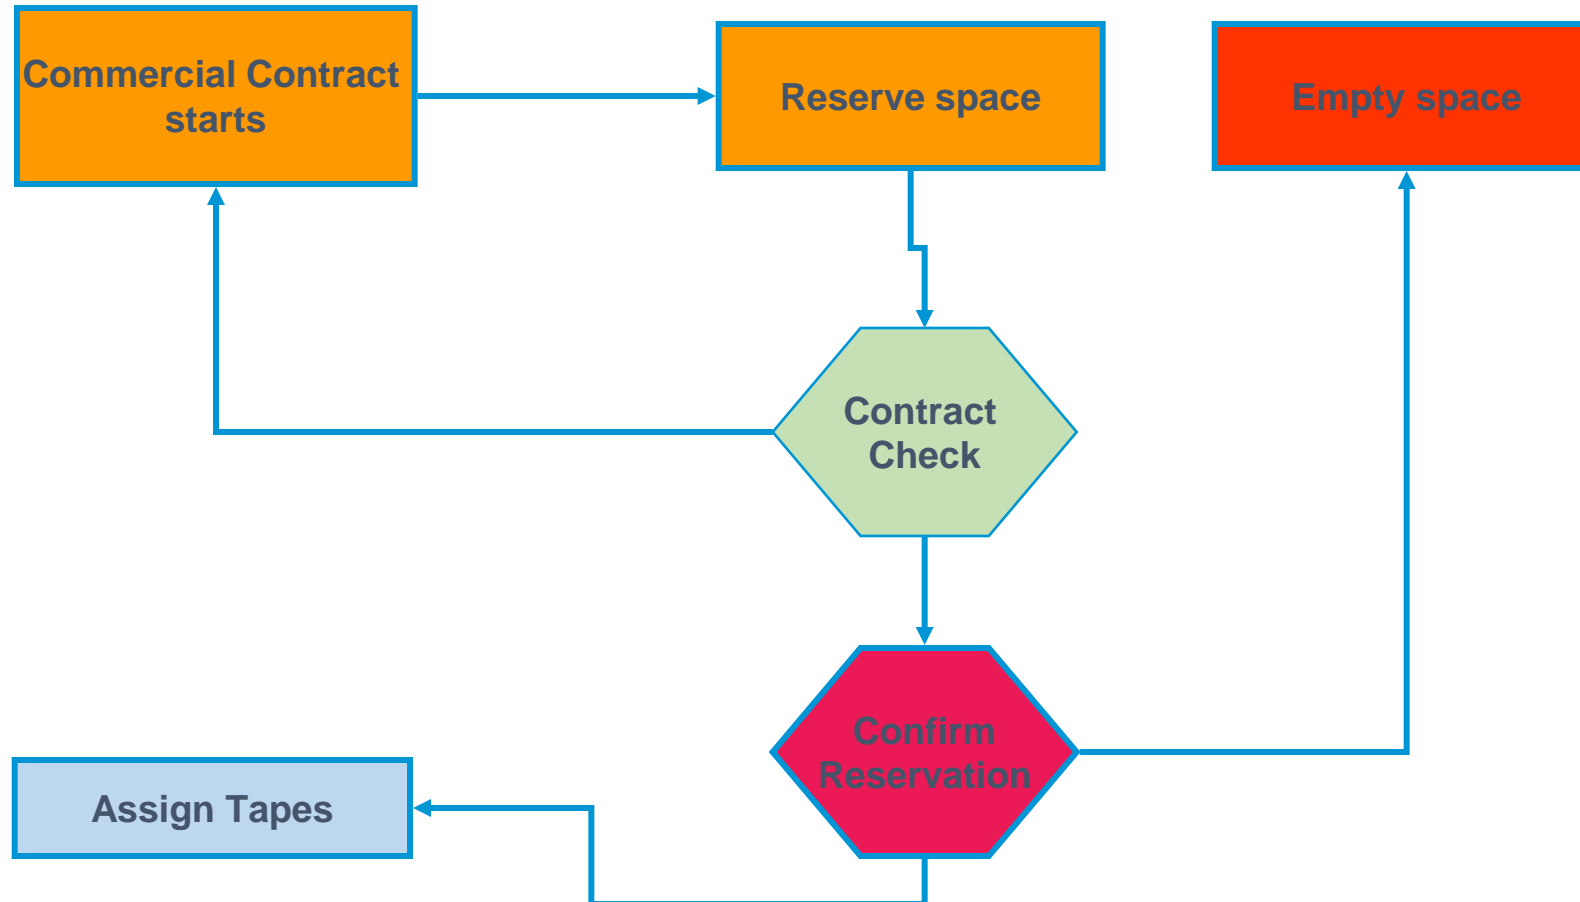 Commercial Contract
starts
Reserve space
Empty space
Contract
Check
Confirm
Reservation
Assign Tapes